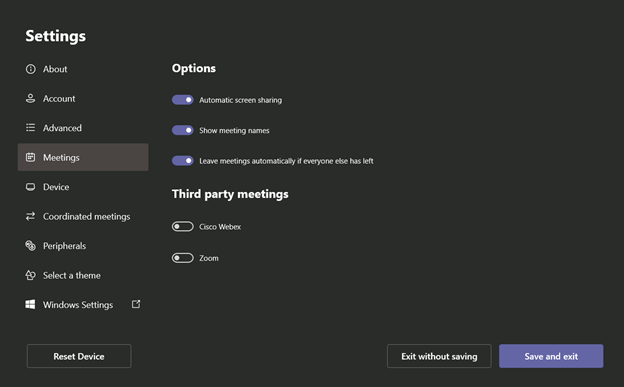 Settings
About
Account
Advanced
Meetings
Device
Coordinated meetings
Peripherals
Select a theme
Windows Settings
Options
Automatic screen sharing
Show meeting names
Leave meetings automatically if everyone else has left
Third party meetings
Cisco Webex
Zoom
Reset Device
Exit without saving
Save and exit